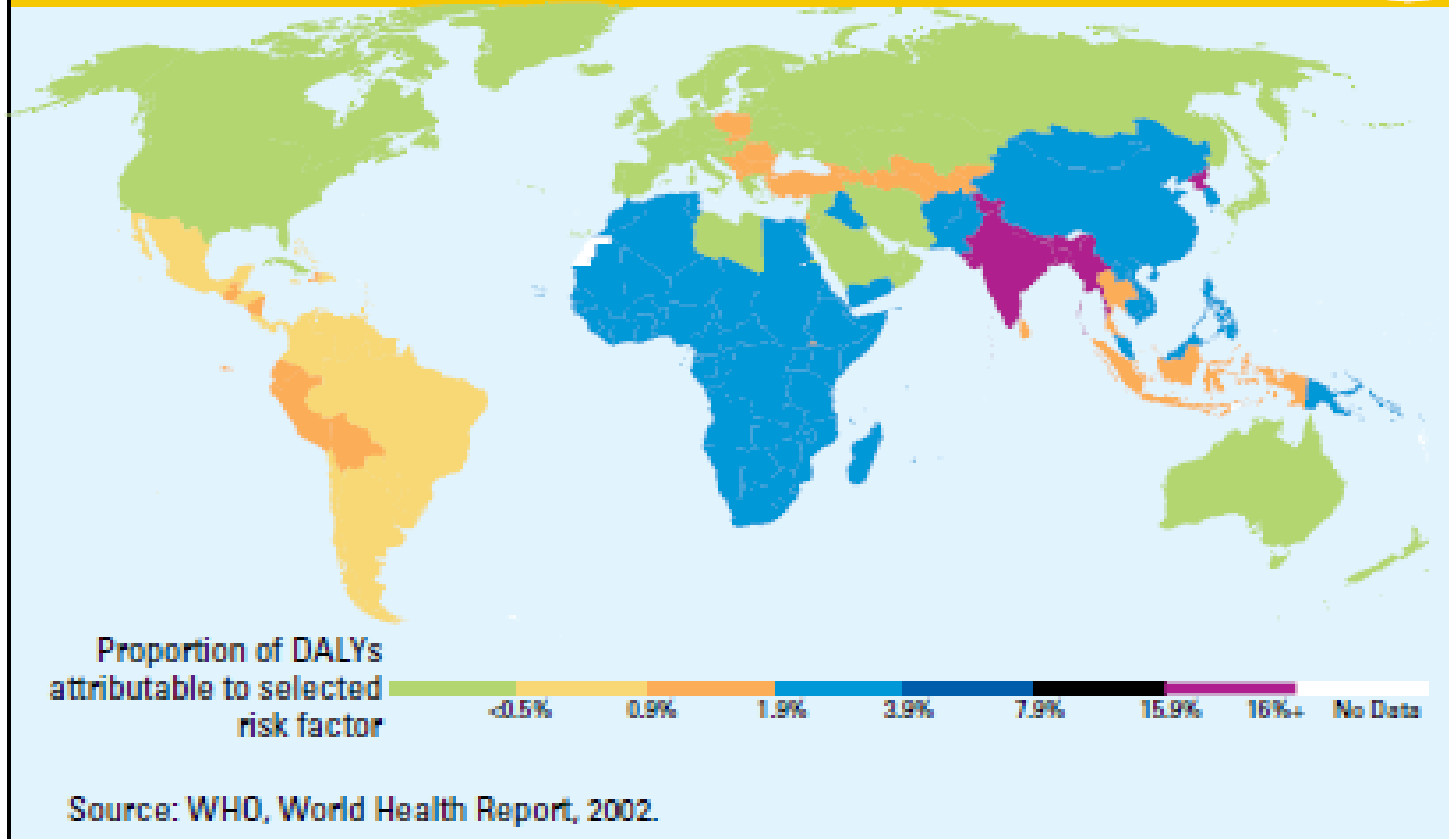 Proportion of DALYs
attributable to selected
risk factor
<0.5% 0.9% 1.9% 3.9% 7.9% 15.9% 16%+ No Data
Source: WHO, World Health Report, 2002.